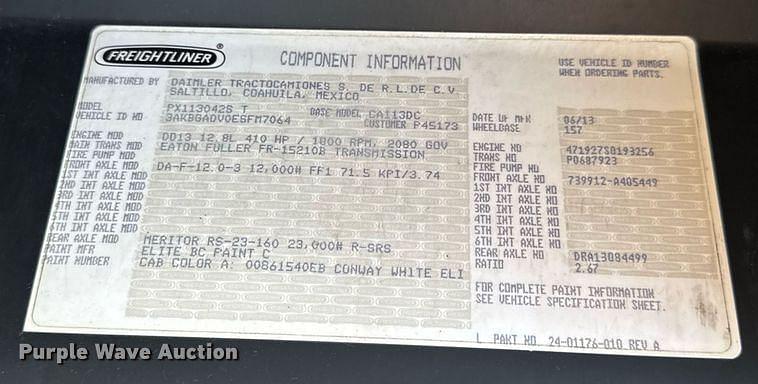 FREIGHTLINER®
COMPONENT INFORMATION
USE VEHICLE ID NUMBER
WHEN ORDERING PARTS.
MANUFACTURED BY DAIMLER TRACTOCAMIONES S. DE R.L.DE C.V
SALTILLO, COAHUILA, MEXICO
MODEL PX113042S T BASE MODEL CA113DC
VEHICLE ID NO 3AKBGADV0ESFM7064 CUSTOMER P45173
ENGINE MOD DD13 12.8L 410 HP / 1800 RPM, 2080 GOV
MAIN TRANS MOD EATON FULLER FR-15210B TRANSMISSION
FIRE PUMP MOD
FRONT AXLE MOD DA-F-12.0-3 12,000# FF1 71.5 KPI/3.74
1ST INT AXLE MOD
2ND INT AXLE MOD
3RD INT AXLE MOD
4TH INT AXLE MOD
5TH INT AXLE MOD
6TH INT AXLE MOD
REAR AXLE MOD MERITOR RS-23-160 23,000# R-SRS
PAINT MFR ELITE BC PAINT C
PAINT NUMBER CAB COLOR A: 00861540EB CONWAY WHITE ELI
DATE OF MFR 06/13
WHEELBASE 157
ENGINE NO 471927S0193256
TRANS NO P0687923
FIRE PUMP NO
FRONT AXLE NO 739912-A405449
1ST INT AXLE NO
2ND INT AXLE NO
3RD INT AXLE NO
4TH INT AXLE NO
5TH INT AXLE NO
6TH INT AXLE NO
REAR AXLE NO DRA13084499
RATIO 2.67
FOR COMPLETE PAINT INFORMATION
SEE VEHICLE SPECIFICATION SHEET.
L PART NO. 24-01176-010 REV A
Purple Wave Auction